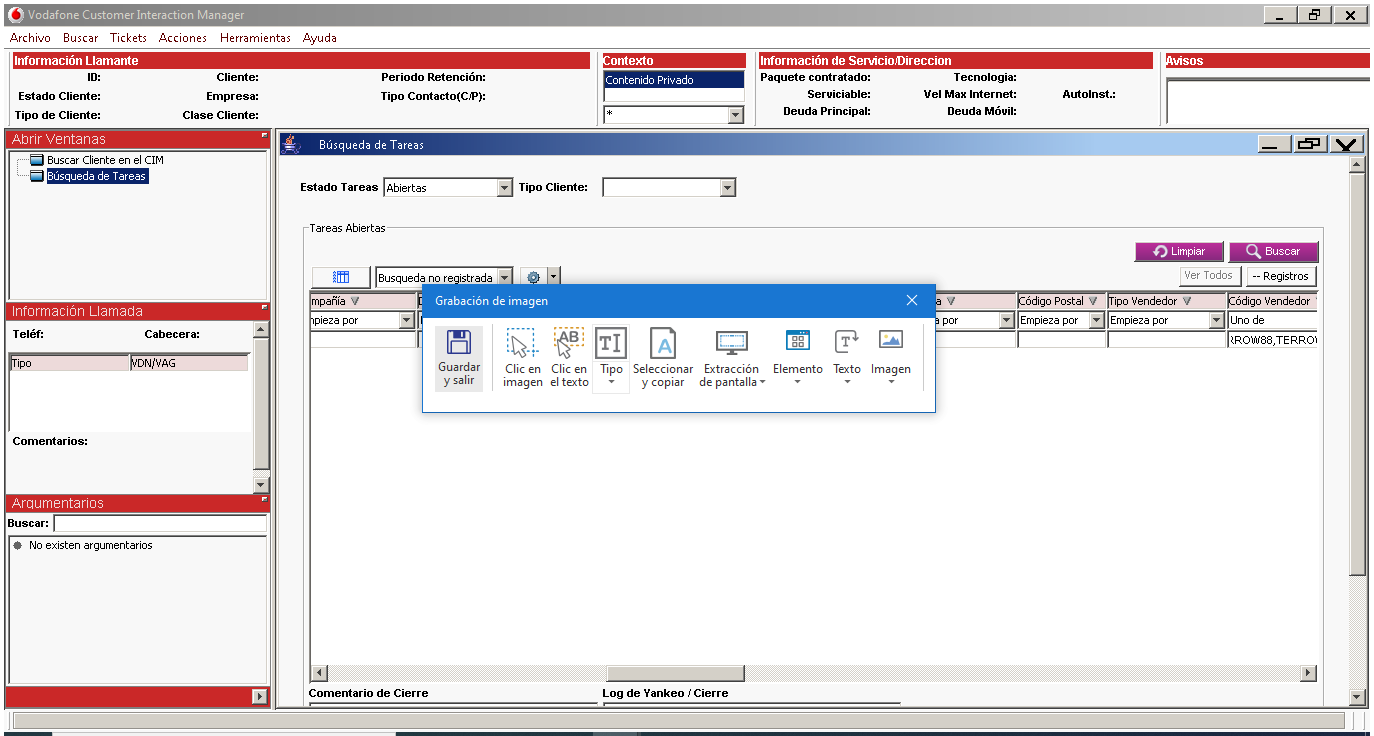 Vodafone Customer Interaction Manager
Archivo Buscar Tickets Acciones Herramientas Ayuda
Información Llamante
ID: Cliente: Periodo Retención:
Estado Cliente: Empresa: Tipo Contacto(C/P):
Tipo de Cliente: Clase Cliente:
Contexto
Contenido Privado
*
Información de Servicio/Direccion
Paquete contratado: Tecnologia:
Serviciable: Vel Max Internet: AutoInst.:
Deuda Principal: Deuda Móvil:
Avisos
Abrir Ventanas
Buscar Cliente en el CIM
Búsqueda de Tareas
Información Llamada
Teléf: Cabecera:
Tipo VDN/VAG
Comentarios:
Argumentarios
Buscar:
No existen argumentarios
Búsqueda de Tareas
Estado Tareas Abiertas Tipo Cliente:
Tareas Abiertas
Limpiar Buscar
Busqueda no registrada Ver Todos -- Registros
mpañía Código Postal Tipo Vendedor Código Vendedor
npieza por a por Empieza por Empieza por Uno de
RROW88,TERROV
Grabación de imagen
Guardar y salir
Clic en imagen
Clic en el texto
Tipo
Seleccionar y copiar
Extracción de pantalla
Elemento
Texto
Imagen
Comentario de Cierre Log de Yankeo / Cierre